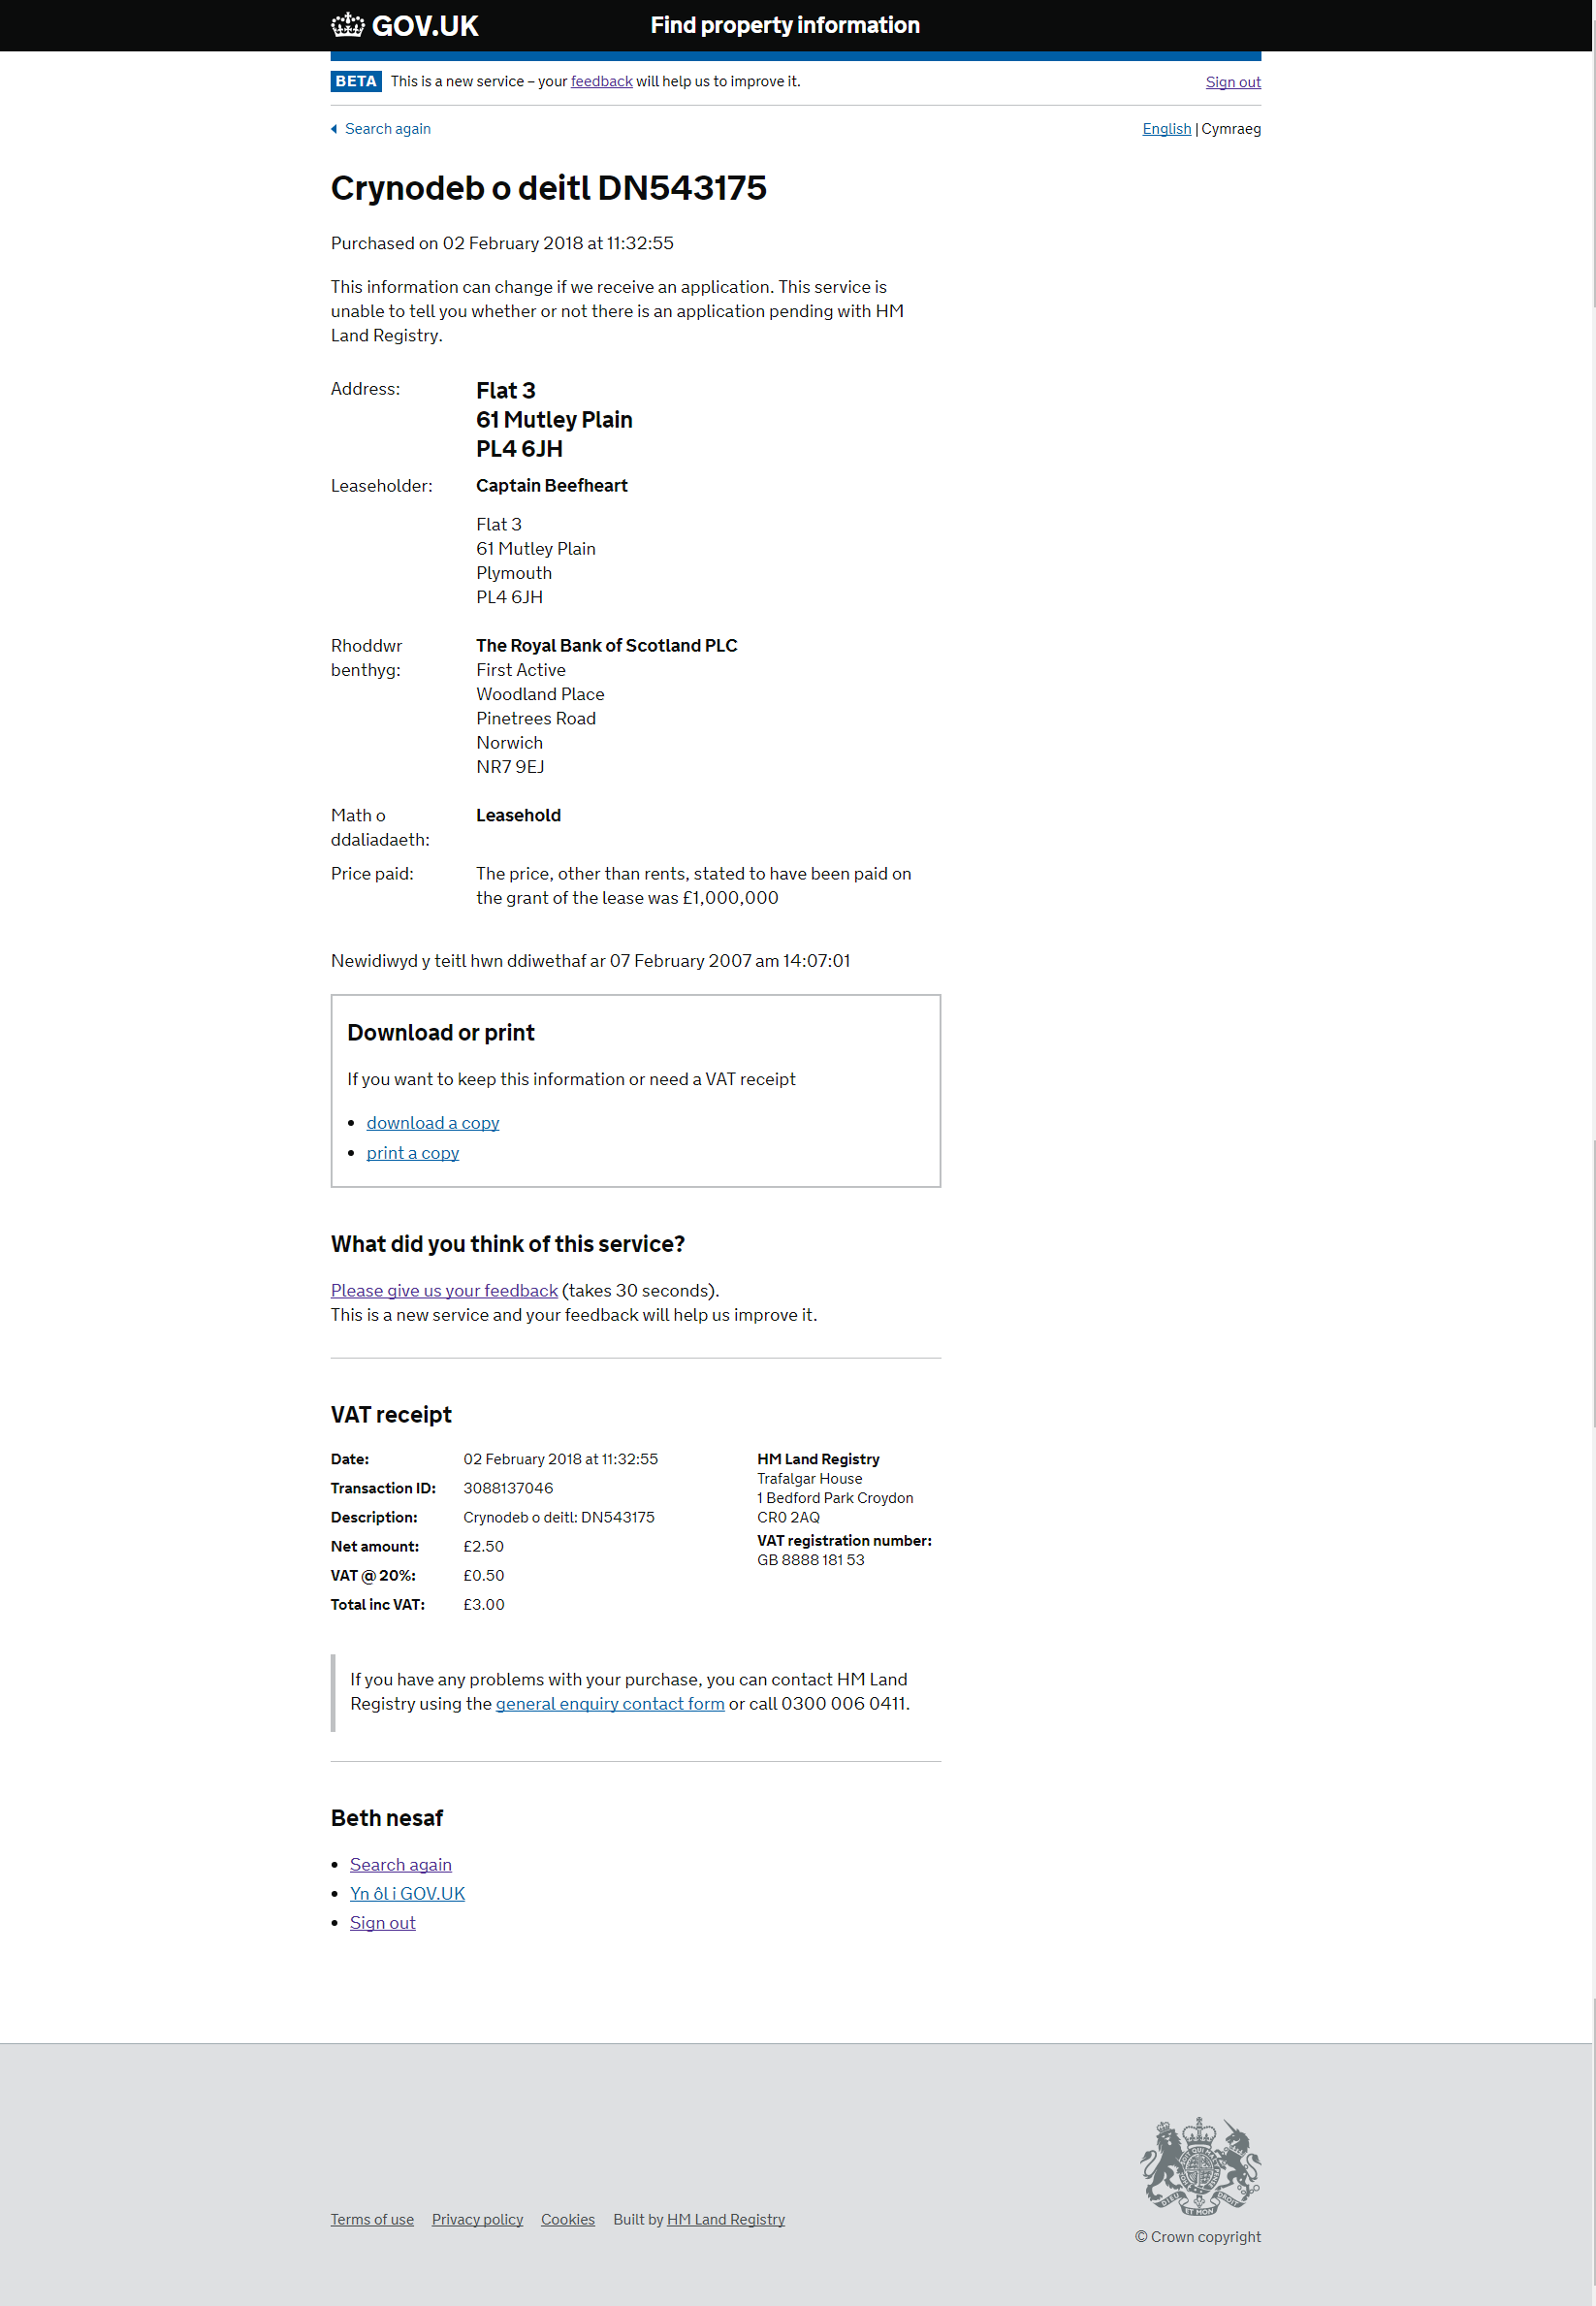 GOV.UK
Find property information
BETA This is a new service – your feedback will help us to improve it.
Sign out
Search again
English | Cymraeg
Crynodeb o deitl DN543175
Purchased on 02 February 2018 at 11:32:55
This information can change if we receive an application. This service is
unable to tell you whether or not there is an application pending with HM
Land Registry.
Address:
Flat 3
61 Mutley Plain
PL4 6JH
Leaseholder:
Captain Beefheart
Flat 3
61 Mutley Plain
Plymouth
PL4 6JH
Rhoddwr
benthyg:
The Royal Bank of Scotland PLC
First Active
Woodland Place
Pinetrees Road
Norwich
NR7 9EJ
Math o
ddaliadaeth:
Leasehold
Price paid:
The price, other than rents, stated to have been paid on
the grant of the lease was £1,000,000
Newidiwyd y teitl hwn ddiwethaf ar 07 February 2007 am 14:07:01
Download or print
If you want to keep this information or need a VAT receipt
• download a copy
• print a copy
What did you think of this service?
Please give us your feedback (takes 30 seconds).
This is a new service and your feedback will help us improve it.
VAT receipt
Date: 02 February 2018 at 11:32:55
Transaction ID: 3088137046
Description: Crynodeb o deitl: DN543175
Net amount: £2.50
VAT @ 20%: £0.50
Total inc VAT: £3.00
HM Land Registry
Trafalgar House
1 Bedford Park Croydon
CR0 2AQ
VAT registration number:
GB 8888 181 53
If you have any problems with your purchase, you can contact HM Land
Registry using the general enquiry contact form or call 0300 006 0411.
Beth nesaf
• Search again
• Yn ôl i GOV.UK
• Sign out
Terms of use Privacy policy Cookies Built by HM Land Registry
DIEU ET MON DROIT
© Crown copyright